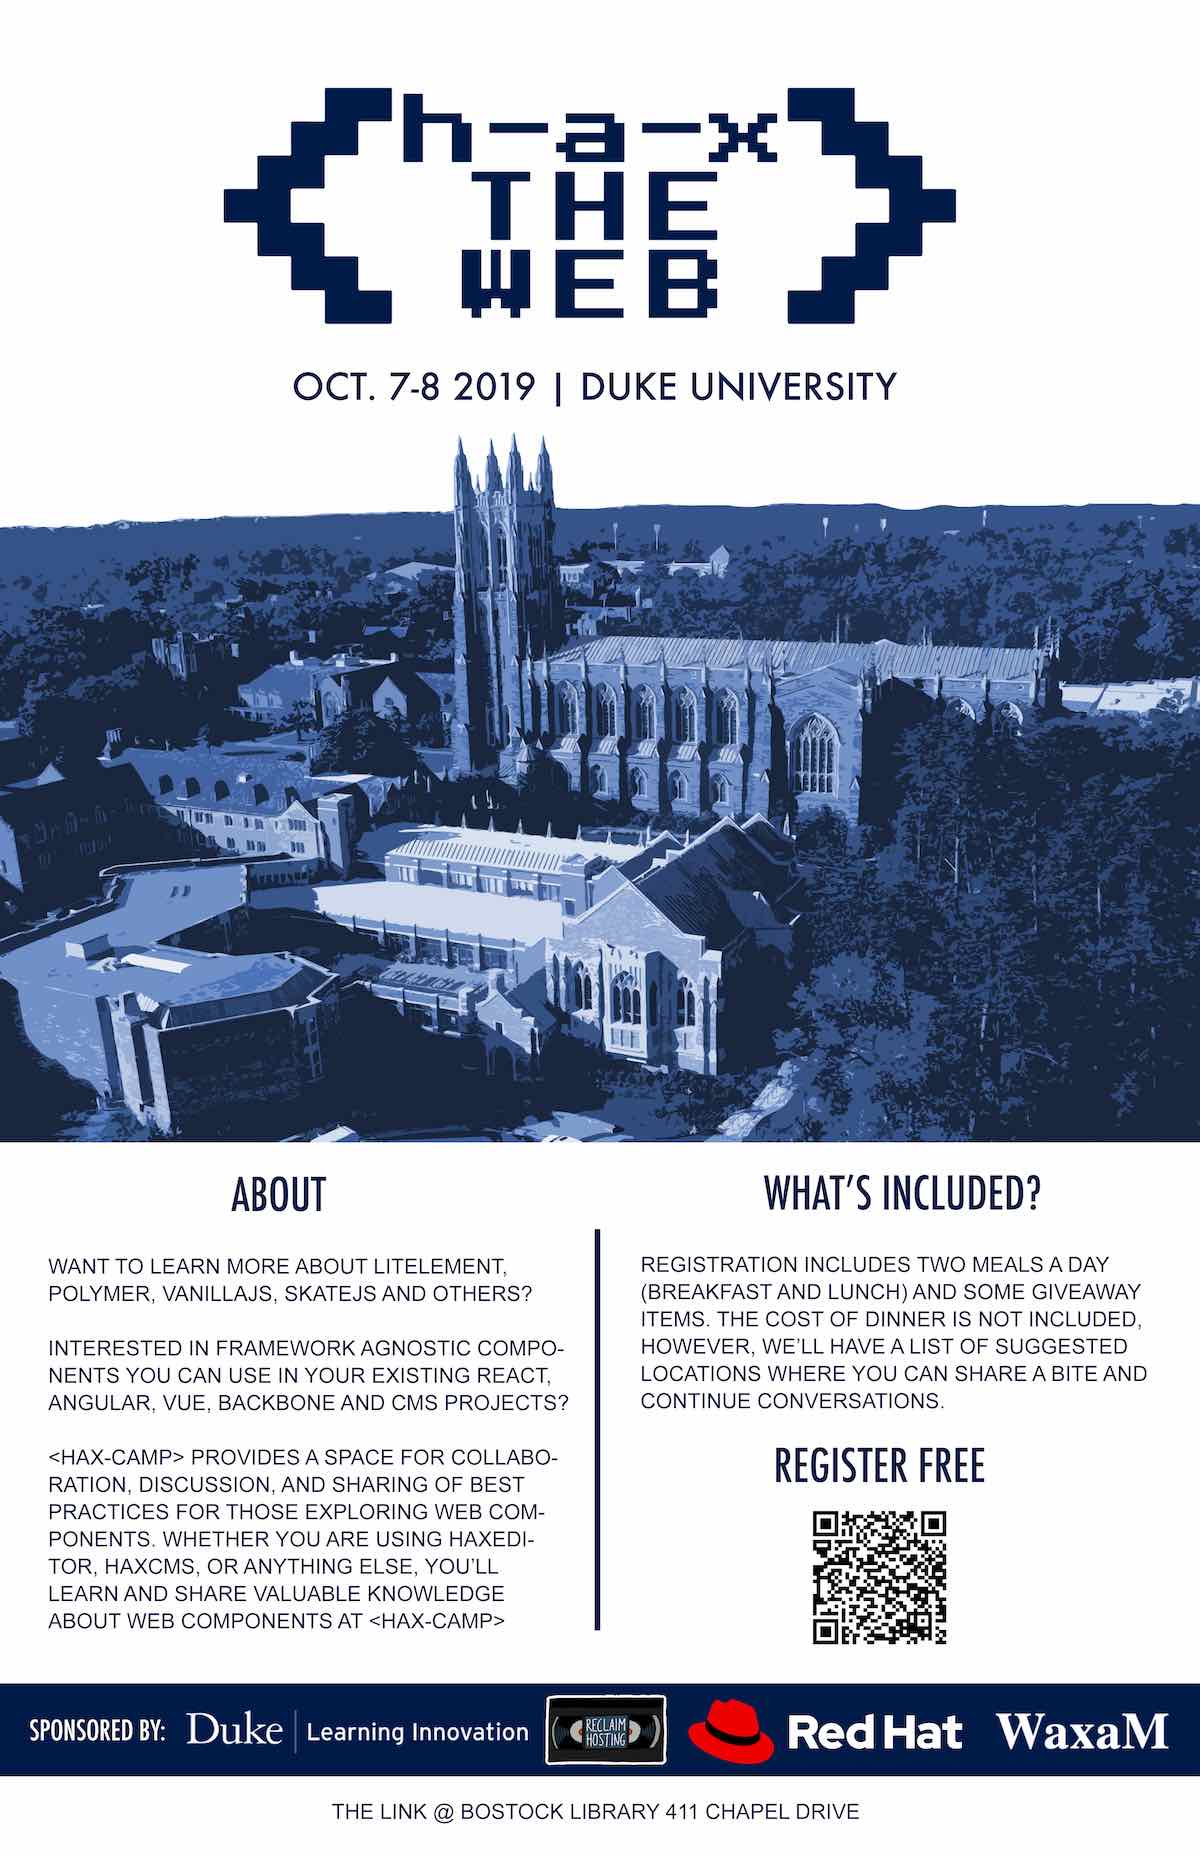 h-a-x
THE
WEB
OCT. 7-8 2019 | DUKE UNIVERSITY
ABOUT
WANT TO LEARN MORE ABOUT LITELEMENT,
POLYMER, VANILLAJS, SKATEJS AND OTHERS?
INTERESTED IN FRAMEWORK AGNOSTIC COMPO-
NENTS YOU CAN USE IN YOUR EXISTING REACT,
ANGULAR, VUE, BACKBONE AND CMS PROJECTS?
<HAX-CAMP> PROVIDES A SPACE FOR COLLABO-
RATION, DISCUSSION, AND SHARING OF BEST
PRACTICES FOR THOSE EXPLORING WEB COM-
PONENTS. WHETHER YOU ARE USING HAXEDI-
TOR, HAXCMS, OR ANYTHING ELSE, YOU'LL
LEARN AND SHARE VALUABLE KNOWLEDGE
ABOUT WEB COMPONENTS AT <HAX-CAMP>
WHAT'S INCLUDED?
REGISTRATION INCLUDES TWO MEALS A DAY
(BREAKFAST AND LUNCH) AND SOME GIVEAWAY
ITEMS. THE COST OF DINNER IS NOT INCLUDED,
HOWEVER, WE'LL HAVE A LIST OF SUGGESTED
LOCATIONS WHERE YOU CAN SHARE A BITE AND
CONTINUE CONVERSATIONS.
REGISTER FREE
SPONSORED BY: Duke | Learning Innovation
RECLAIM
HOSTING
Red Hat
WaxaM
THE LINK @ BOSTOCK LIBRARY 411 CHAPEL DRIVE